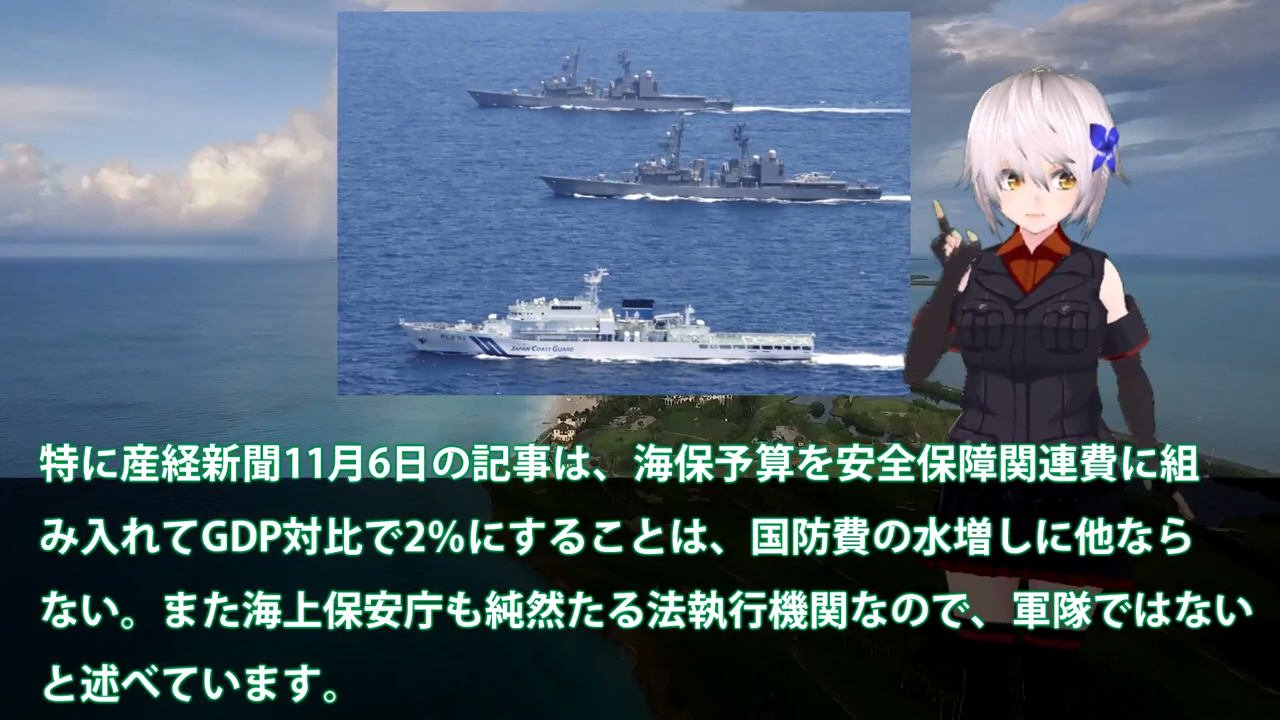 PL201
JAPAN COAST GUARD
特に産経新聞11月6日の記事は、海保予算を安全保障関連費に組
み入れてGDP対比で2%にすることは、国防費の水増しに他なら
ない。また海上保安庁も純然たる法執行機関なので、軍隊ではない
と述べています。